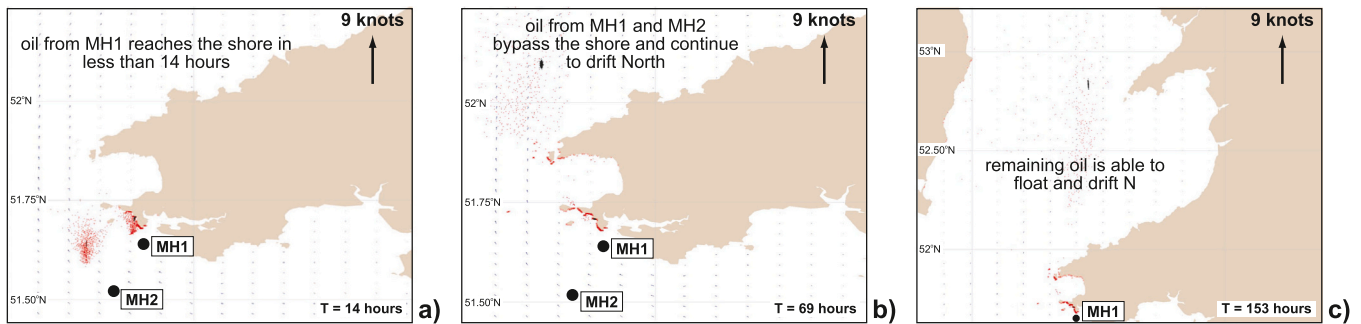 9 knots
oil from MH1 reaches the shore in
less than 14 hours
52°N
51.75°N
MH1
MH2
51.50°N
T = 14 hours
a)
9 knots
oil from MH1 and MH2
bypass the shore and continue
to drift North
52°N
51.75°N
MH1
MH2
51.50°N
T = 69 hours
b)
9 knots
53°N
52.50°N
remaining oil is able to
float and drift N
52°N
MH1
T = 153 hours
c)